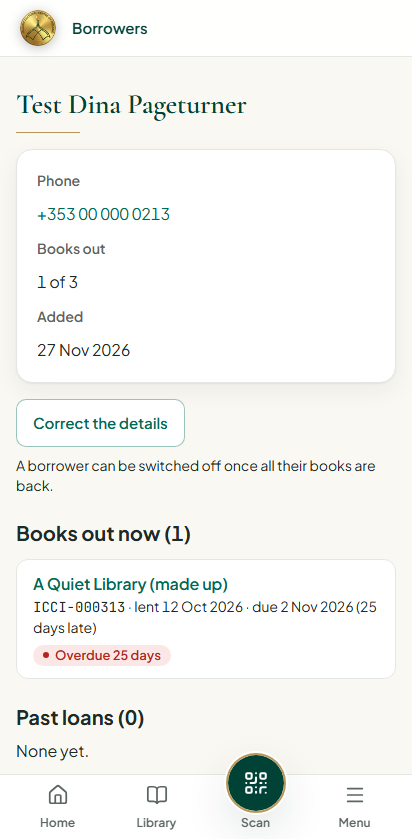 Borrowers
Test Dina Pageturner
Phone
+353 00 000 0213
Books out
1 of 3
Added
27 Nov 2026
Correct the details
A borrower can be switched off once all their books are
back.
Books out now (1)
A Quiet Library (made up)
ICCI-000313 · lent 12 Oct 2026 · due 2 Nov 2026 (25
days late)
Overdue 25 days
Past loans (0)
None yet.
Home
Library
Scan
Menu